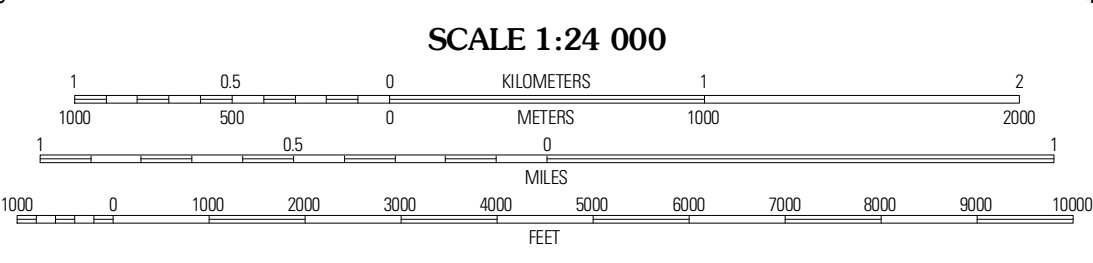 SCALE 1:24 000
1 0.5 0 KILOMETERS 1 2
1000 500 0 METERS 1000 2000
1 0.5 0 1
MILES
1000 0 1000 2000 3000 4000 5000 6000 7000 8000 9000 10000
FEET